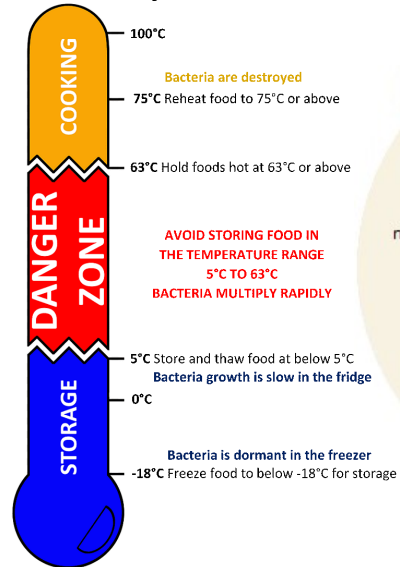 100°C
COOKING
Bacteria are destroyed
75°C Reheat food to 75°C or above
63°C Hold foods hot at 63°C or above
DANGER
ZONE
AVOID STORING FOOD IN
THE TEMPERATURE RANGE
5°C TO 63°C
BACTERIA MULTIPLY RAPIDLY
5°C Store and thaw food at below 5°C
Bacteria growth is slow in the fridge
0°C
STORAGE
Bacteria is dormant in the freezer
-18°C Freeze food to below -18°C for storage